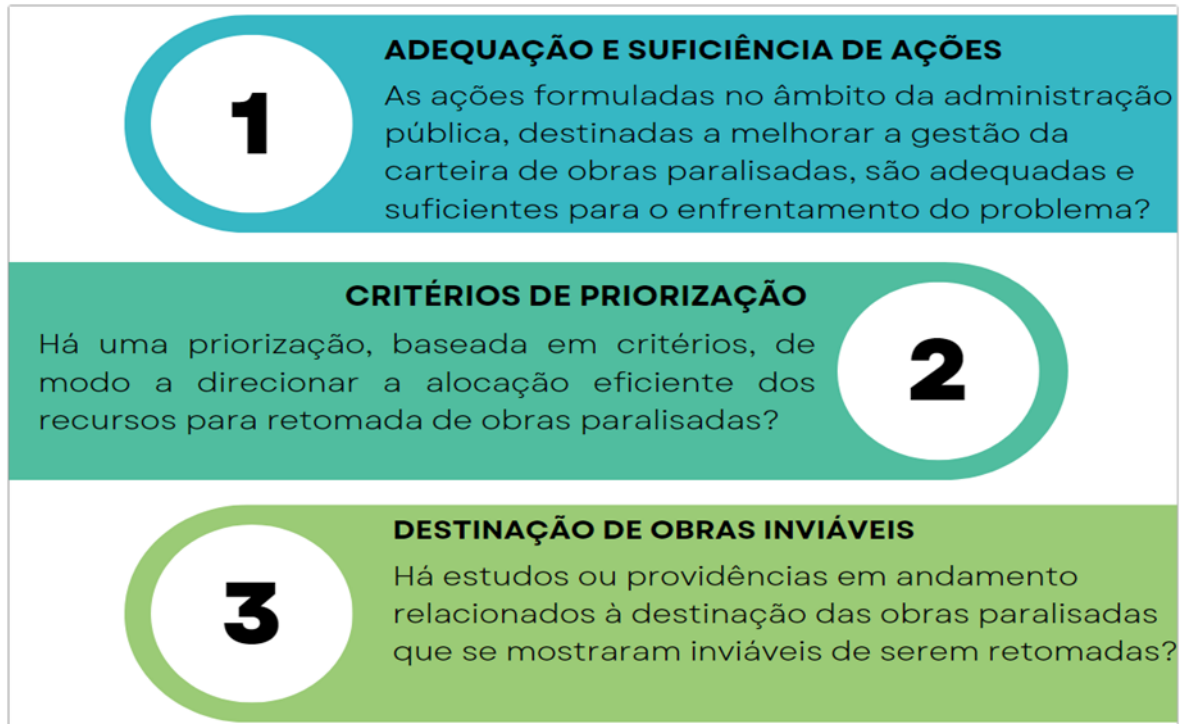 1
ADEQUAÇÃO E SUFICIÊNCIA DE AÇÕES
As ações formuladas no âmbito da administração
pública, destinadas a melhorar a gestão da
carteira de obras paralisadas, são adequadas e
suficientes para o enfrentamento do problema?
CRITÉRIOS DE PRIORIZAÇÃO
Há uma priorização, baseada em critérios, de
modo a direcionar a alocação eficiente dos
recursos para retomada de obras paralisadas?
2
3
DESTINAÇÃO DE OBRAS INVIÁVEIS
Há estudos ou providências em andamento
relacionados à destinação das obras paralisadas
que se mostraram inviáveis de serem retomadas?